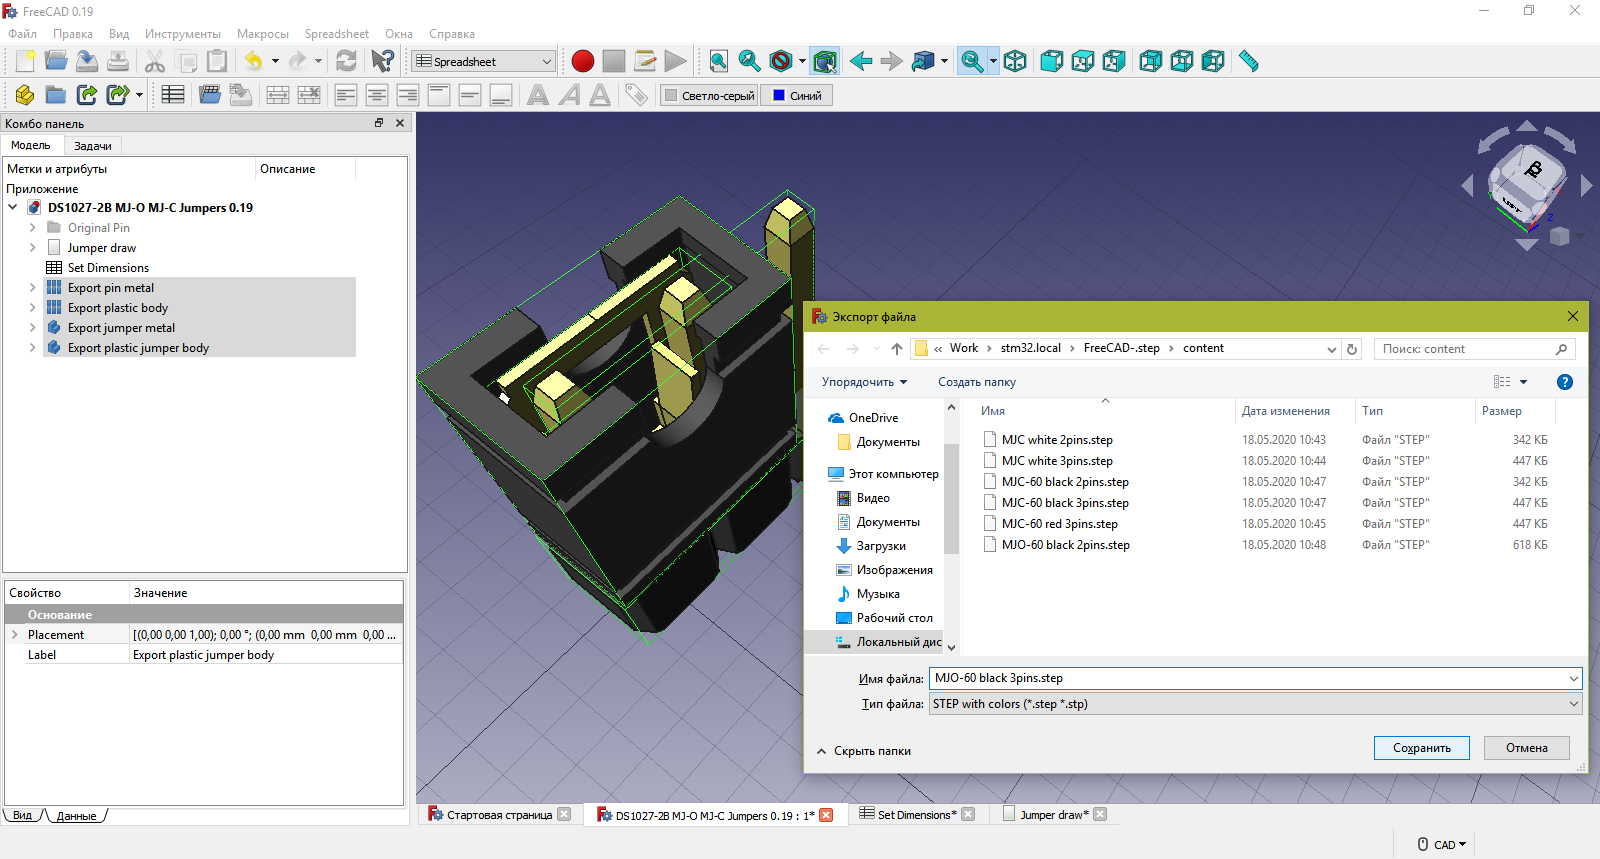 FreeCAD 0.19
Файл Правка Вид Инструменты Макросы Spreadsheet Окна Справка
Spreadsheet
Светло-серый Синий
Комбо панель
Модель Задачи
Метки и атрибуты Описание
Приложение
DS1027-2B MJ-O MJ-C Jumpers 0.19
Original Pin
Jumper draw
Set Dimensions
Export pin metal
Export plastic body
Export jumper metal
Export plastic jumper body
Свойство Значение
Основание
Placement [(0,00 0,00 1,00); 0,00 °; (0,00 mm 0,00 mm 0,00 ...
Label Export plastic jumper body
Вид Данные
Экспорт файла
« Work › stm32.local › FreeCAD-.step › content
Поиск: content
Упорядочить Создать папку
OneDrive
Документы
Этот компьютер
Видео
Документы
Загрузки
Изображения
Музыка
Рабочий стол
Локальный дис
Имя Дата изменения Тип Размер
MJC white 2pins.step 18.05.2020 10:43 Файл "STEP" 342 КБ
MJC white 3pins.step 18.05.2020 10:44 Файл "STEP" 447 КБ
MJC-60 black 2pins.step 18.05.2020 10:47 Файл "STEP" 342 КБ
MJC-60 black 3pins.step 18.05.2020 10:47 Файл "STEP" 447 КБ
MJC-60 red 3pins.step 18.05.2020 10:45 Файл "STEP" 447 КБ
MJO-60 black 2pins.step 18.05.2020 10:48 Файл "STEP" 618 КБ
Имя файла: MJO-60 black 3pins.step
Тип файла: STEP with colors (*.step *.stp)
Скрыть папки
Сохранить Отмена
Стартовая страница
DS1027-2B MJ-O MJ-C Jumpers 0.19 : 1*
Set Dimensions*
Jumper draw*
CAD